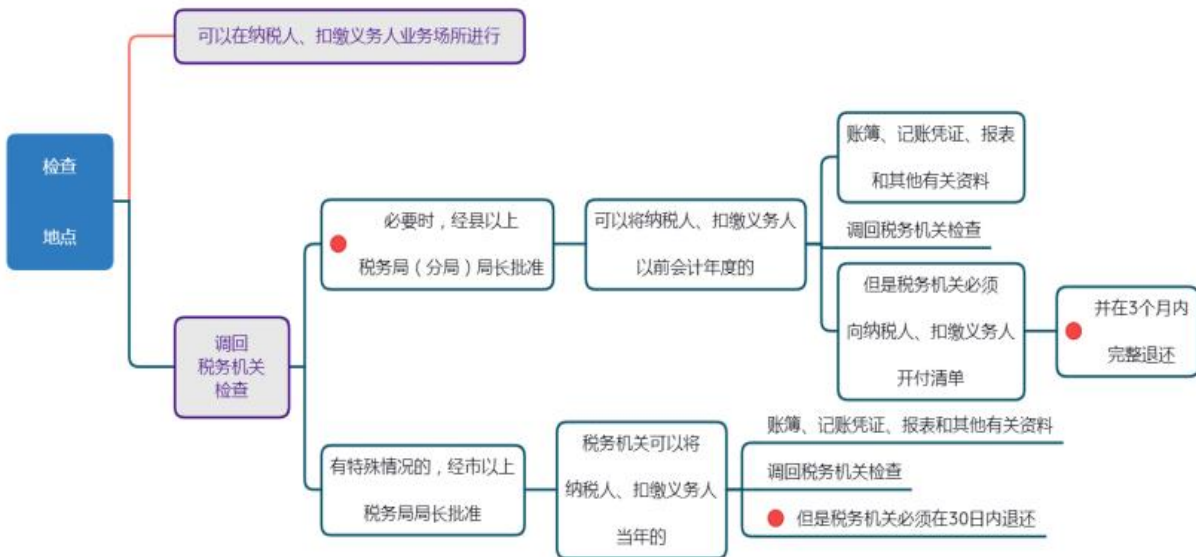 可以在纳税人、扣缴义务人业务场所进行
检查
地点
调回
税务机关
检查
必要时，经县以上
税务局（分局）局长批准
可以将纳税人、扣缴义务人
以前会计年度的
账簿、记账凭证、报表
和其他有关资料
调回税务机关检查
但是税务机关必须
向纳税人、扣缴义务人
开付清单
并在3个月内
完整退还
有特殊情况的，经市以上
税务局局长批准
税务机关可以将
纳税人、扣缴义务人
当年的
账簿、记账凭证、报表和其他有关资料
调回税务机关检查
但是税务机关必须在30日内退还